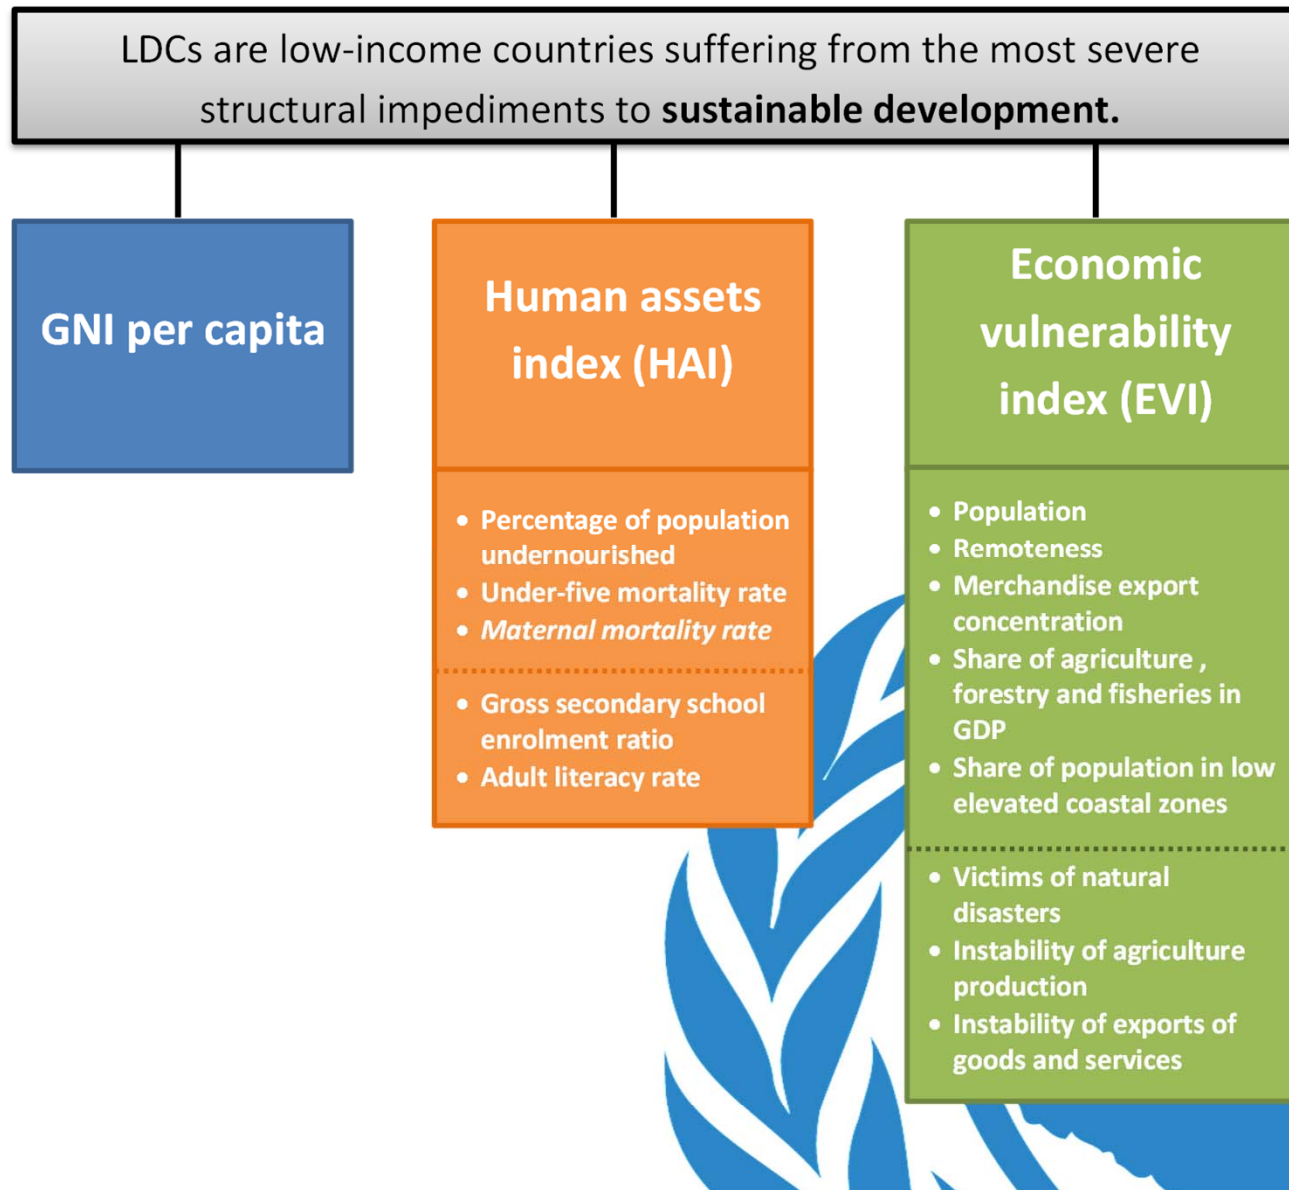 LDCs are low-income countries suffering from the most severe
structural impediments to sustainable development.
GNI per capita
Human assets
index (HAI)
• Percentage of population
undernourished
• Under-five mortality rate
• Maternal mortality rate
• Gross secondary school
enrolment ratio
• Adult literacy rate
Economic
vulnerability
index (EVI)
• Population
• Remoteness
• Merchandise export
concentration
• Share of agriculture ,
forestry and fisheries in
GDP
• Share of population in low
elevated coastal zones
• Victims of natural
disasters
• Instability of agriculture
production
• Instability of exports of
goods and services